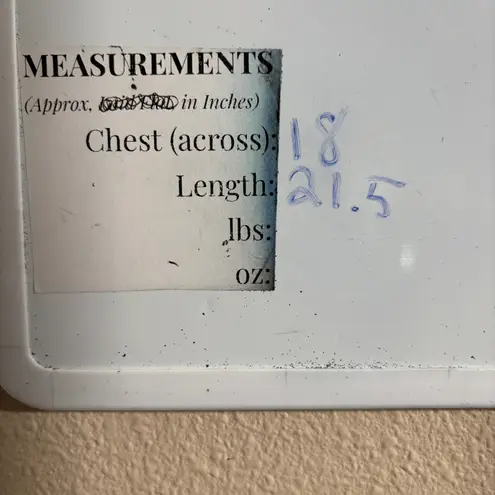 MEASUREMENTS
(Approx, in Inches)
Chest (across): 18
Length: 21.5
lbs:
oz: